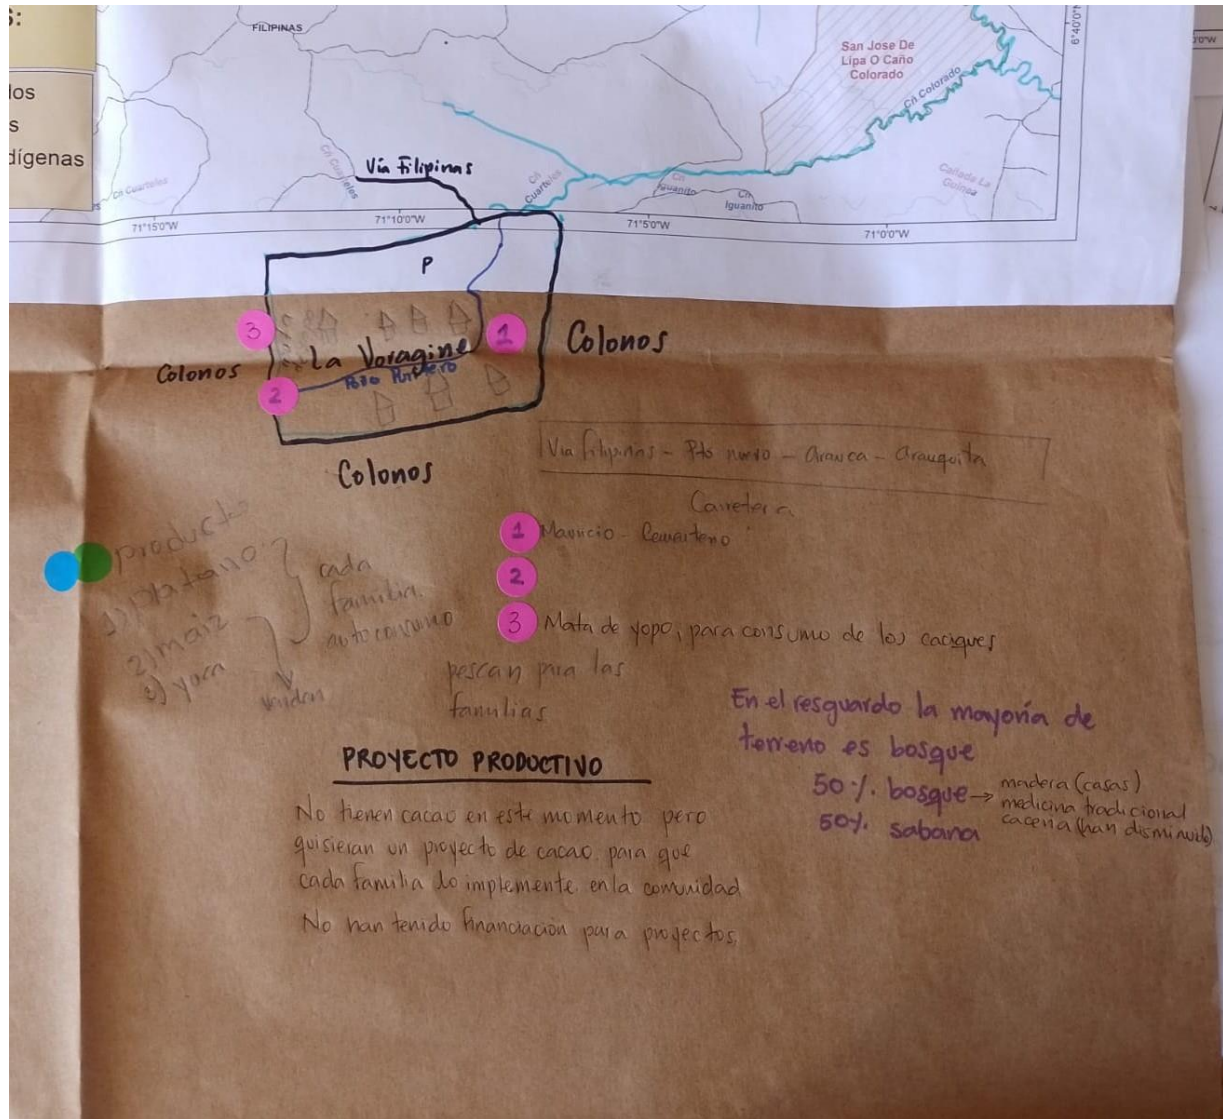 los
s
dígenas
FILIPINAS
San Jose De
Lipa O Caño
Colorado
Cñ Colorado
6°40'0"N
Cn Cuarteles
Cñ Cuarteles
Vía Filipinas
Cñ
Cuarteles
Cñ
Iguanito
Cñ
Iguanito
Cañada La
71°15'0"W
71°10'0"W
71°5'0"W
71°0'0"W
P
3
1
La Voragine
Colonos
Colonos
2
Pozo
Colonos
Via filipinas - Pto nuevo - Arauca - Arauquita
Carretera
1 Mauricio -
2
3 Mata de yopo, para consumo de los caciques
producto
1) platano
2) maiz
3) yuca
cada
familia
autoconsumo
venden
pescan para las
familias
En el resguardo la mayoría de
terreno es bosque
50%. bosque → madera (casas)
medicina tradicional
caceria (han disminuido)
50%. sabana
PROYECTO PRODUCTIVO
No tienen cacao en este momento pero
quisieran un proyecto de cacao, para que
cada familia lo implemente en la comunidad
No han tenido financiación para proyectos.